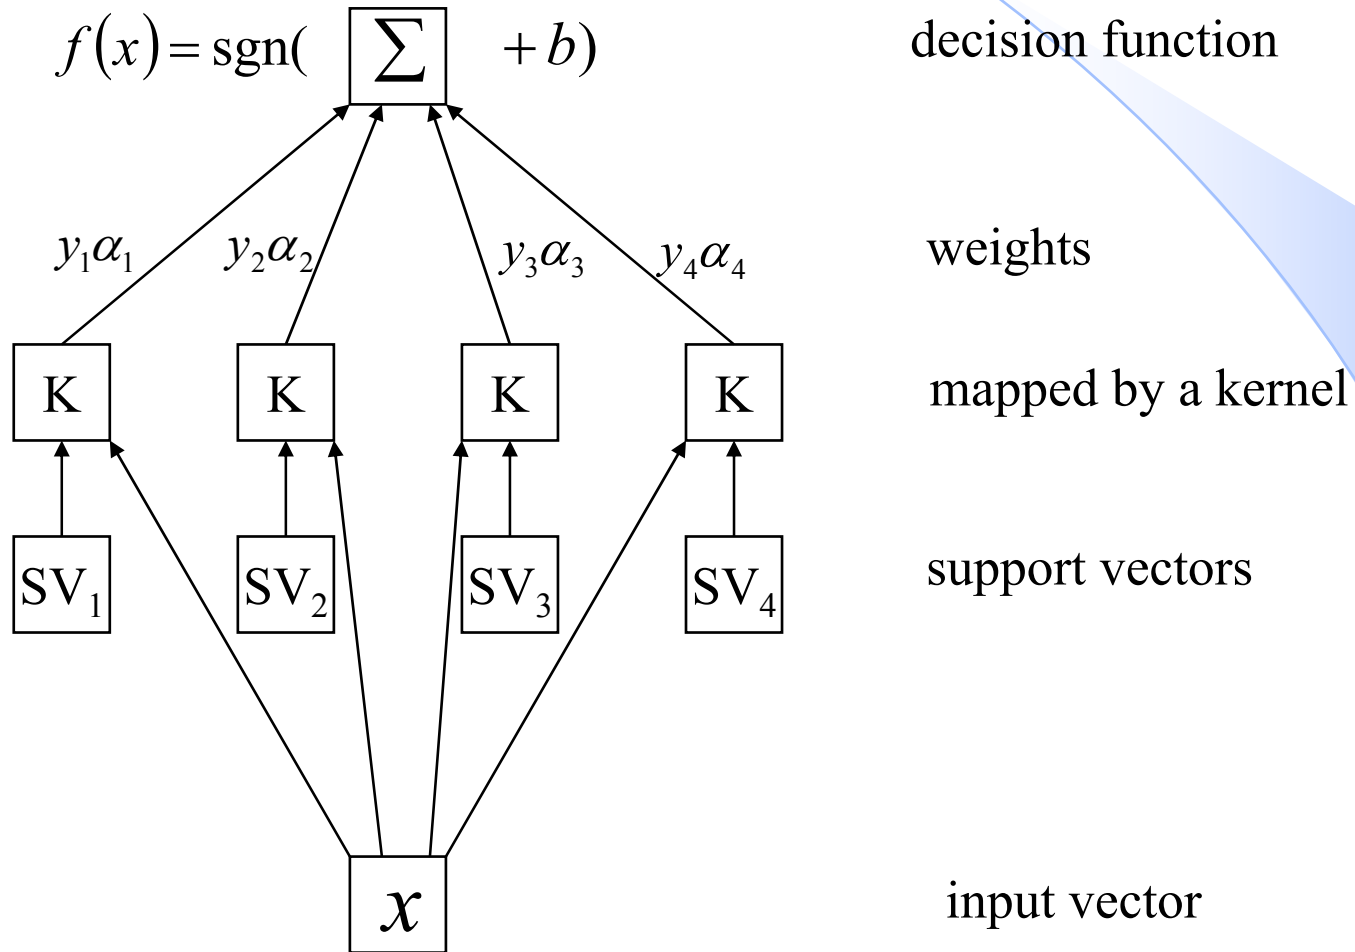 f(x) = sgn( ∑ + b) decision function
y₁α₁ y₂α₂ y₃α₃ y₄α₄ weights
K K K K mapped by a kernel
SV₁ SV₂ SV₃ SV₄ support vectors
x input vector